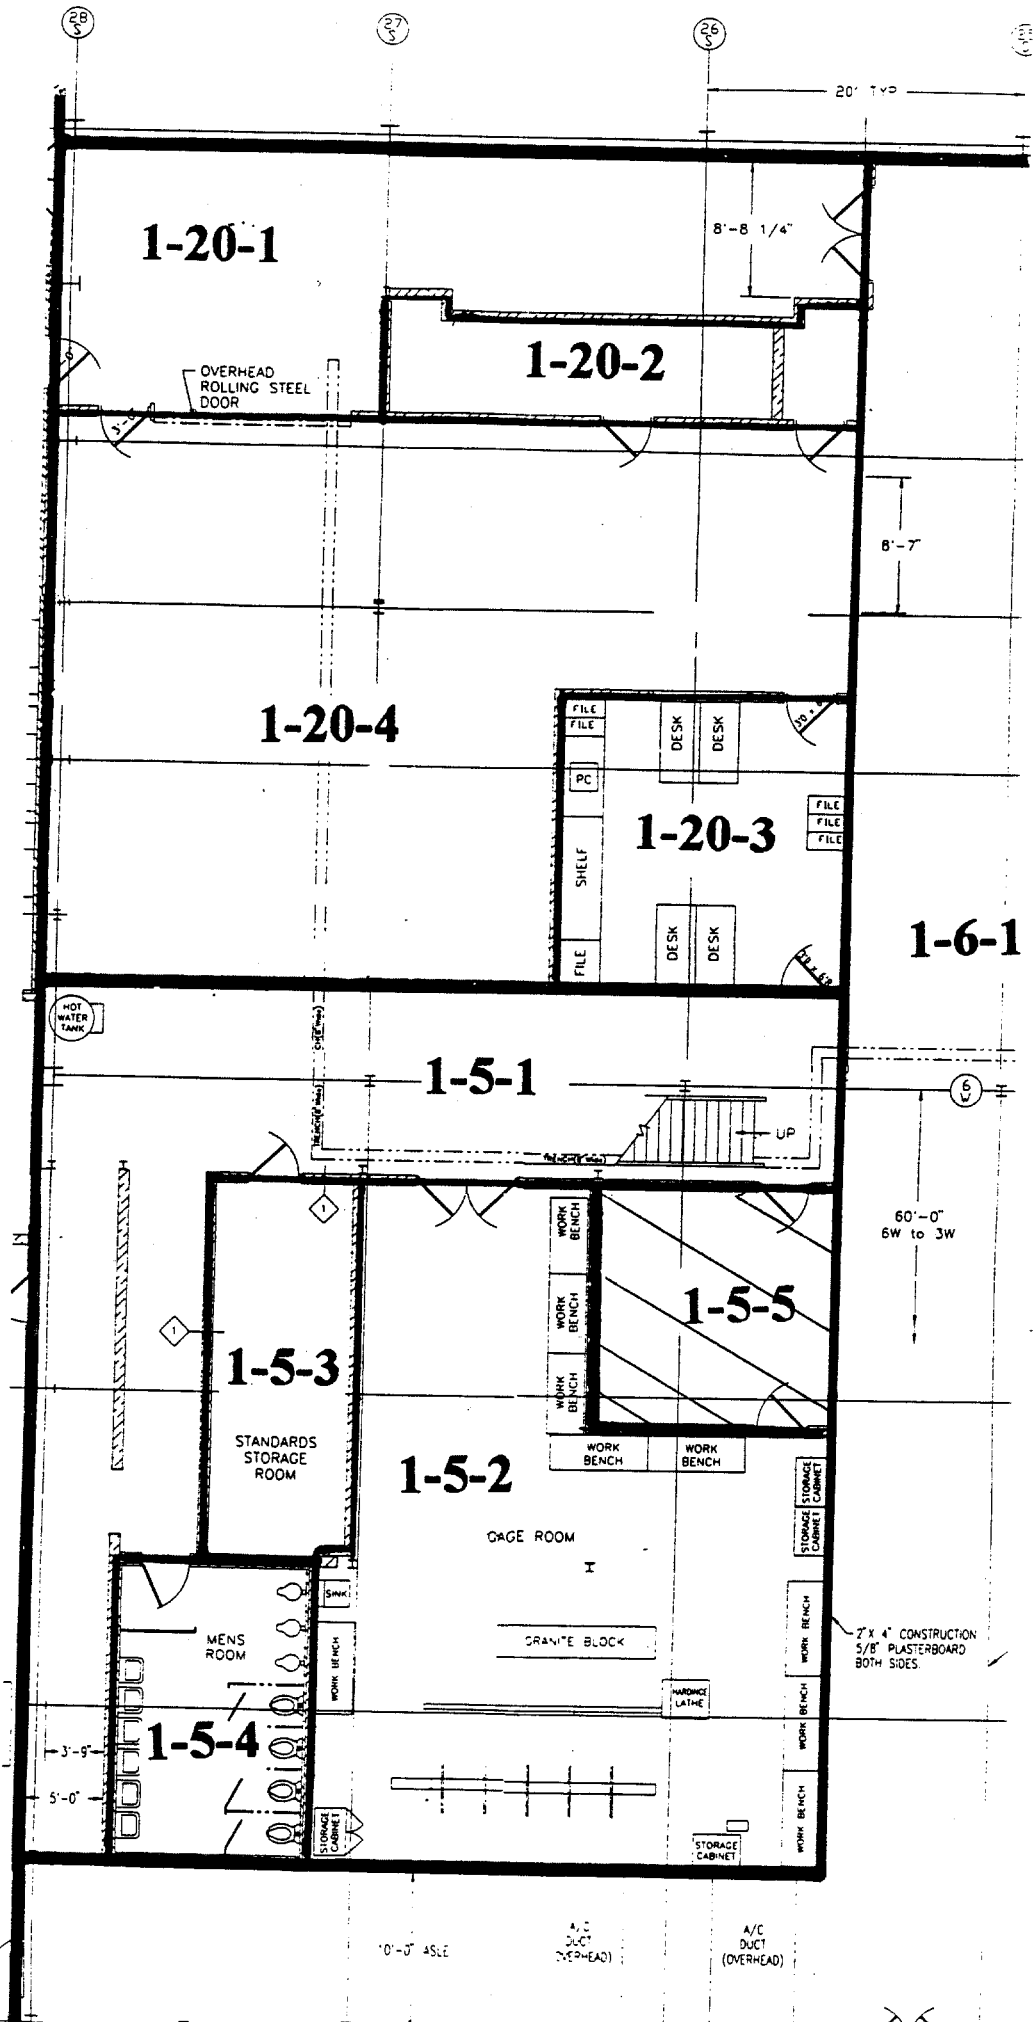 28
S
27
S
26
S
20' TYP
1-20-1
8'-8 1/4"
1-20-2
OVERHEAD
ROLLING STEEL
DOOR
8'-7"
1-20-4
FILE
FILE
DESK
DESK
PC
FILE
FILE
FILE
1-20-3
SHELF
FILE
DESK
DESK
1-6-1
HOT
WATER
TANK
1-5-1
6
W
UP
60'-0"
6W to 3W
1
WORK
BENCH
WORK
BENCH
WORK
BENCH
1-5-5
1
1-5-3
STANDARDS
STORAGE
ROOM
WORK
BENCH
WORK
BENCH
1-5-2
STORAGE
CABINET
STORAGE
CABINET
GAGE ROOM
SINK
MENS
ROOM
WORK BENCH
GRANITE BLOCK
WORK BENCH
2" X 4" CONSTRUCTION
5/8" PLASTERBOARD
BOTH SIDES.
HARDINGE
LATHE
WORK BENCH
1-5-4
3'-9"
5'-0"
WORK BENCH
STORAGE
CABINET
STORAGE
CABINET
A/C
DUCT
(OVERHEAD)
A/C
DUCT
(OVERHEAD)